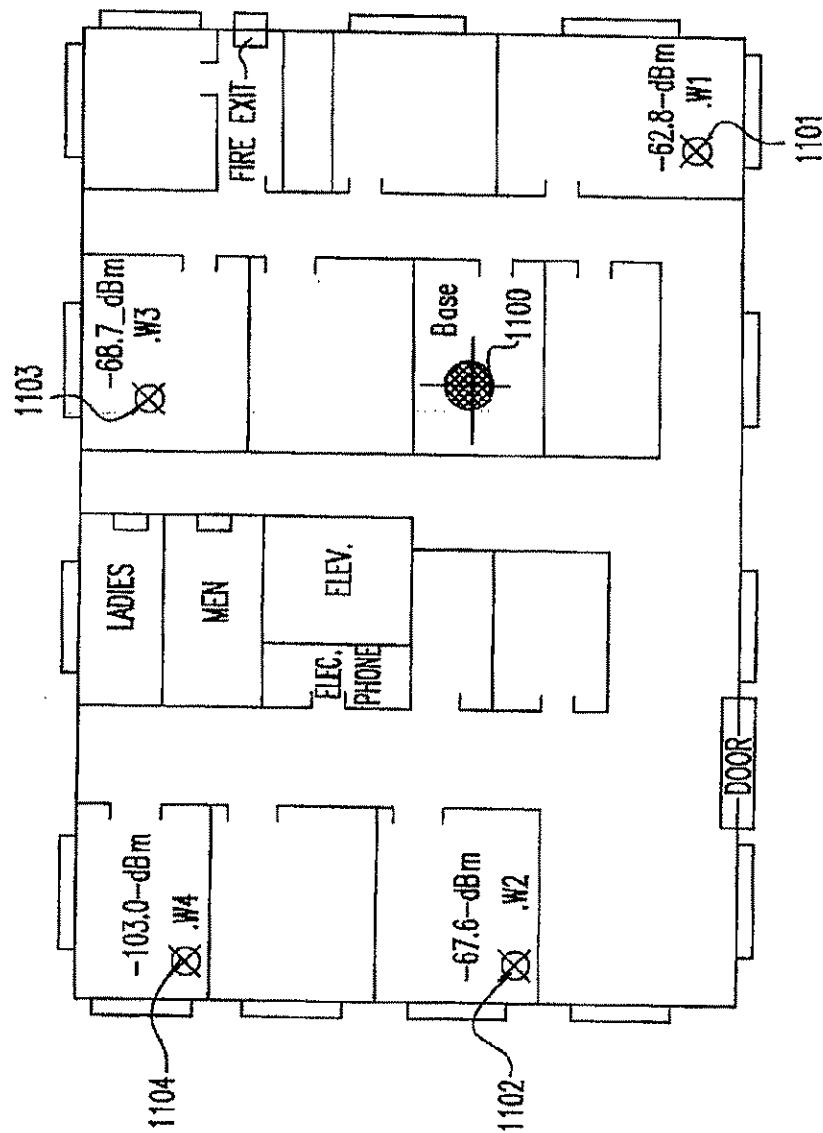 1103
-68.7_dBm
.W3
LADIES
-103.0-dBm
.W4
1104
MEN
FIRE EXIT
ELEC.
PHONE
ELEV.
Base
1100
-67.6-dBm
.W2
1102
-62.8-dBm
.W1
DOOR
1101